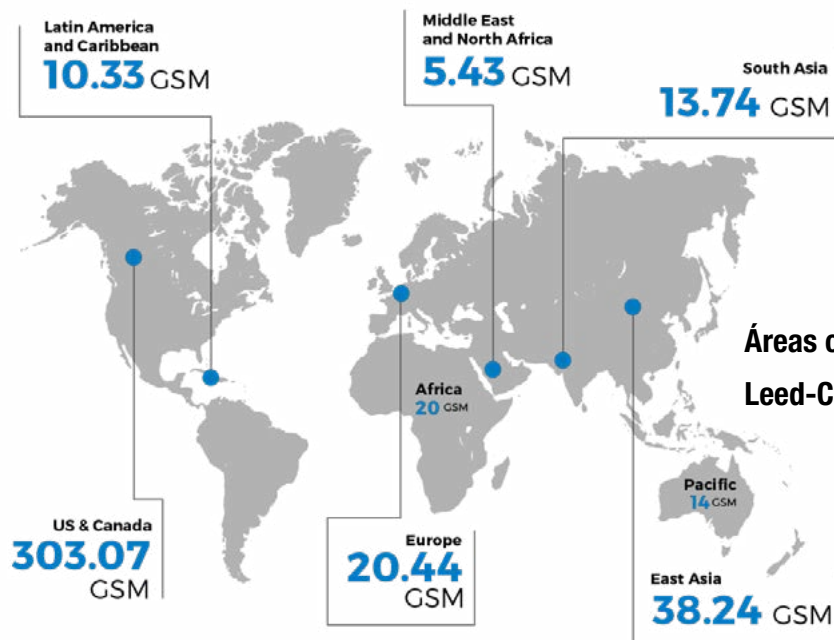 Latin America
and Caribbean
10.33 GSM
Middle East
and North Africa
5.43 GSM
South Asia
13.74 GSM
Áreas
Leed-C
Africa
20 GSM
Pacific
14 GSM
US & Canada
303.07
GSM
Europe
20.44
GSM
East Asia
38.24 GSM